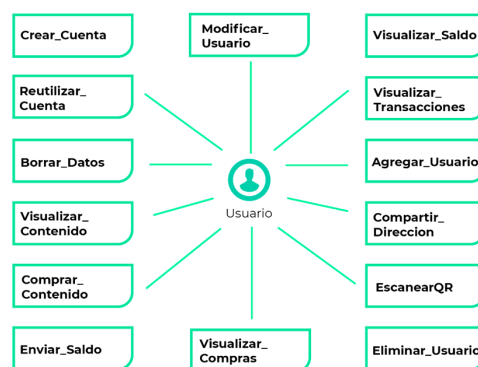 Crear_Cuenta
Modificar_
Usuario
Visualizar_Saldo
Reutilizar_
Cuenta
Visualizar_
Transacciones
Borrar_Datos
Agregar_Usuario
Usuario
Visualizar_
Contenido
Compartir_
Direccion
Comprar_
Contenido
EscanearQR
Enviar_Saldo
Visualizar_
Compras
Eliminar_Usuario